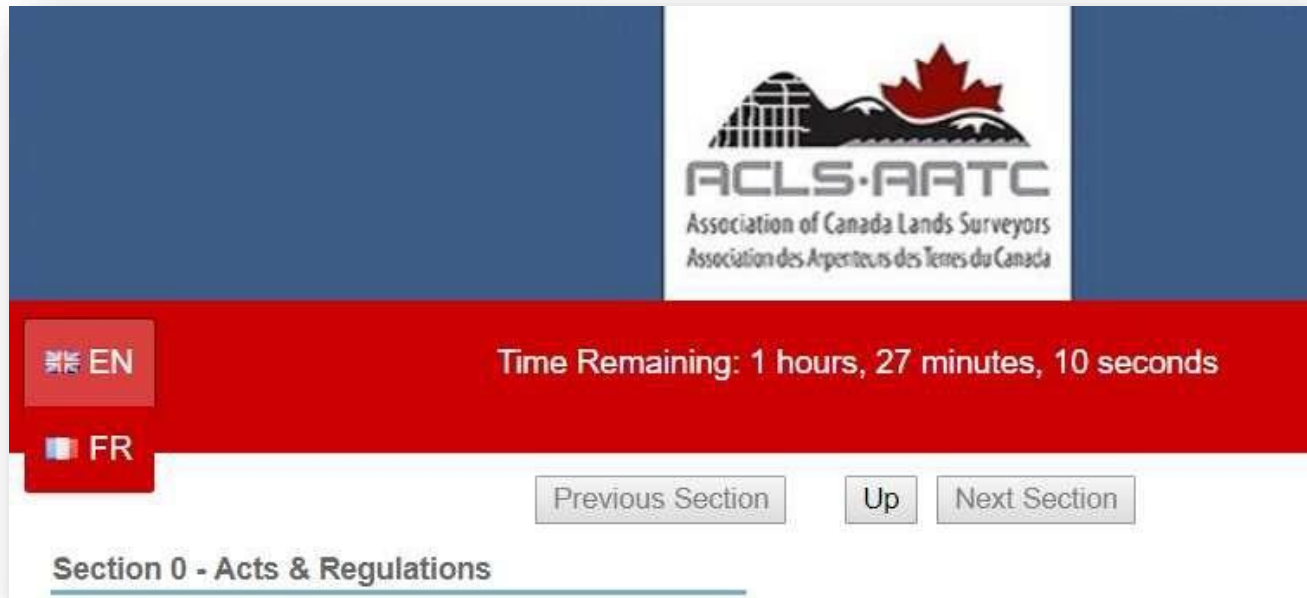 ACLS·AATC
Association of Canada Lands Surveyors
Association des Arpenteurs des Terres du Canada
EN
Time Remaining: 1 hours, 27 minutes, 10 seconds
FR
Previous Section
Up
Next Section
Section 0 - Acts & Regulations